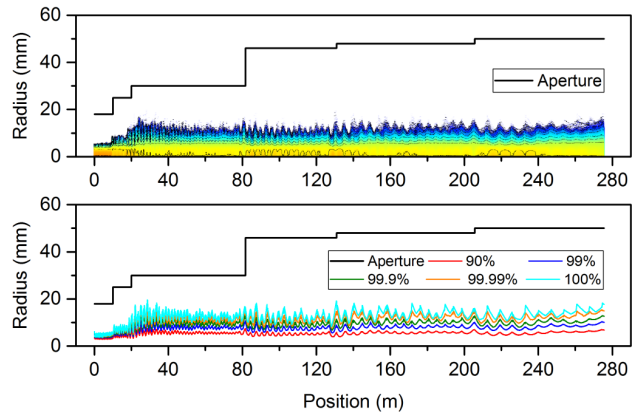 60
40
20
0
Radius (mm)
Aperture
0 40 80 120 160 200 240 280
60
40
20
0
Radius (mm)
Aperture 90% 99%
99.9% 99.99% 100%
0 40 80 120 160 200 240 280
Position (m)